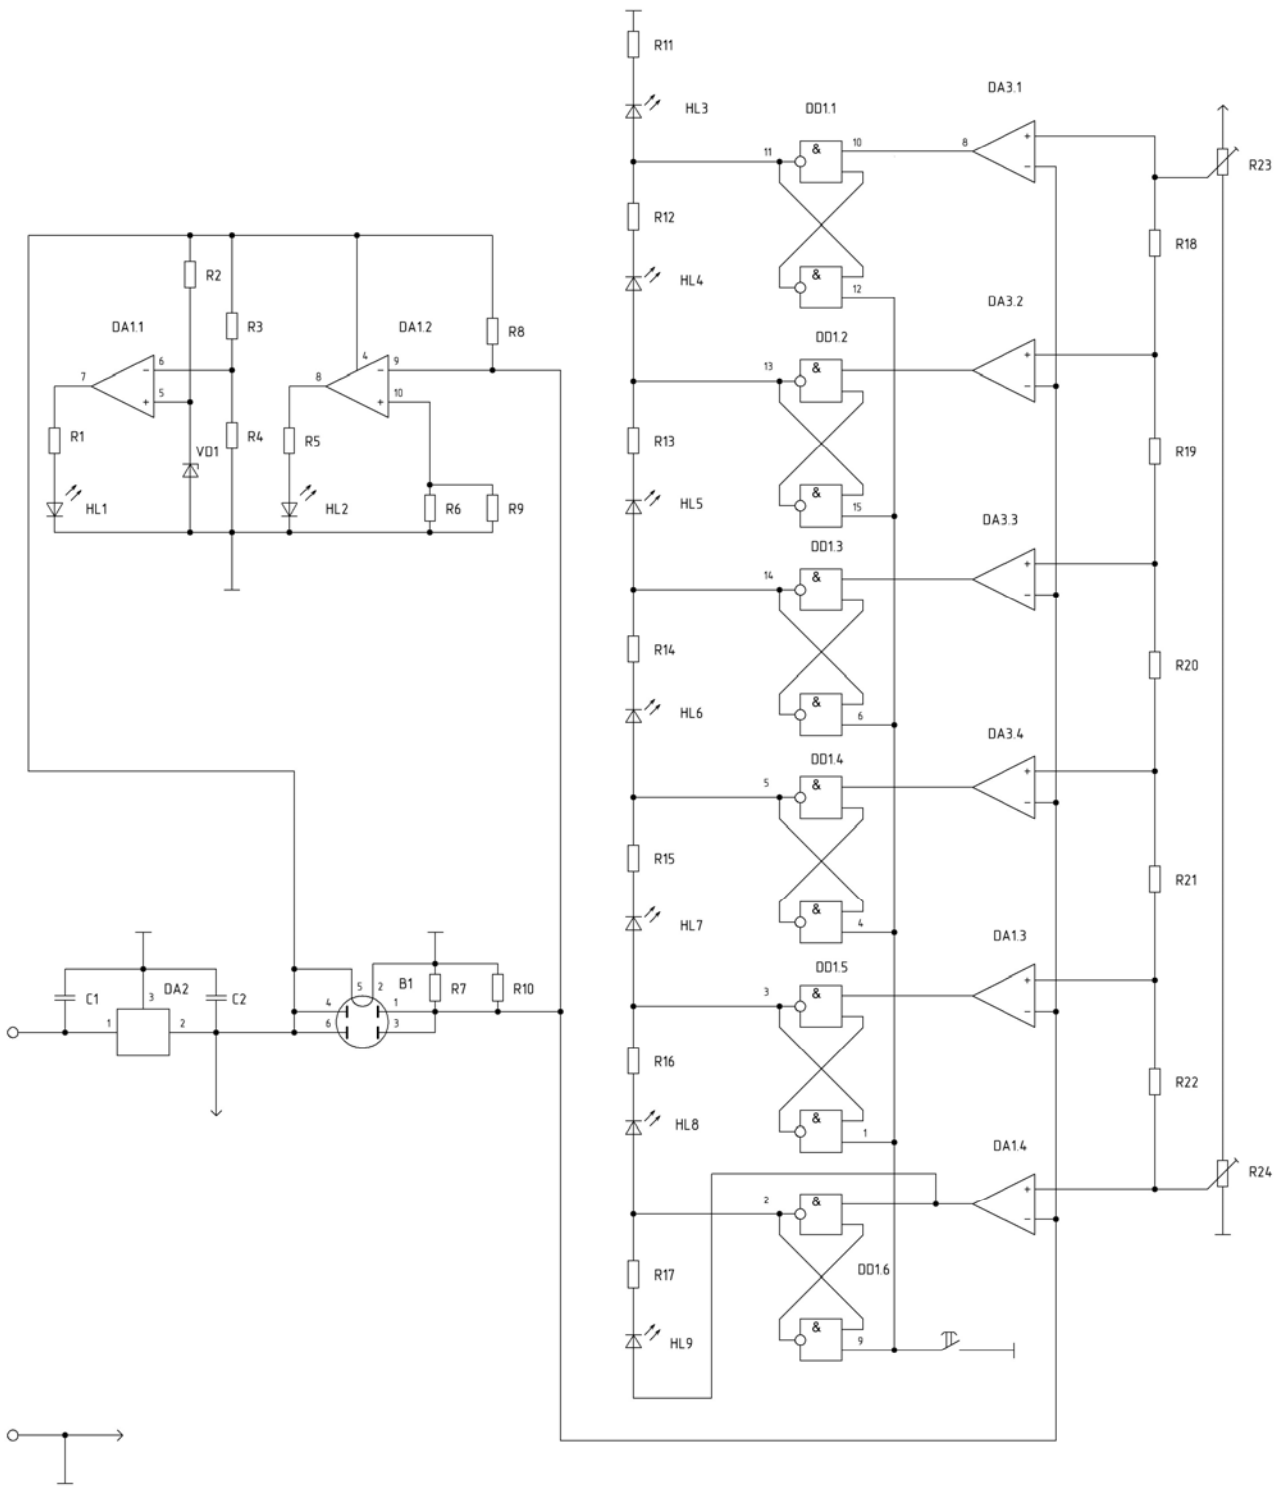 R11
HL3
DD1.1
DA3.1
11
&
10
8
+
-
R23
R12
R18
HL4
&
12
R2
DA1.1
R3
DA1.2
R8
DA3.2
DD1.2
7
6
-
5
+
4
8
9
-
10
+
13
&
+
-
R1
R4
VD1
R5
R13
R19
HL1
HL2
R6
R9
HL5
&
15
DD1.3
DA3.3
14
&
+
-
R14
R20
HL6
&
6
DD1.4
DA3.4
5
&
+
-
R15
R21
HL7
&
4
DA1.3
DD1.5
C1
3
DA2
C2
5
2
B1
R7
R10
3
&
+
-
1
2
4
1
6
3
R16
R22
HL8
&
1
DA1.4
2
&
+
-
R24
R17
DD1.6
HL9
&
9